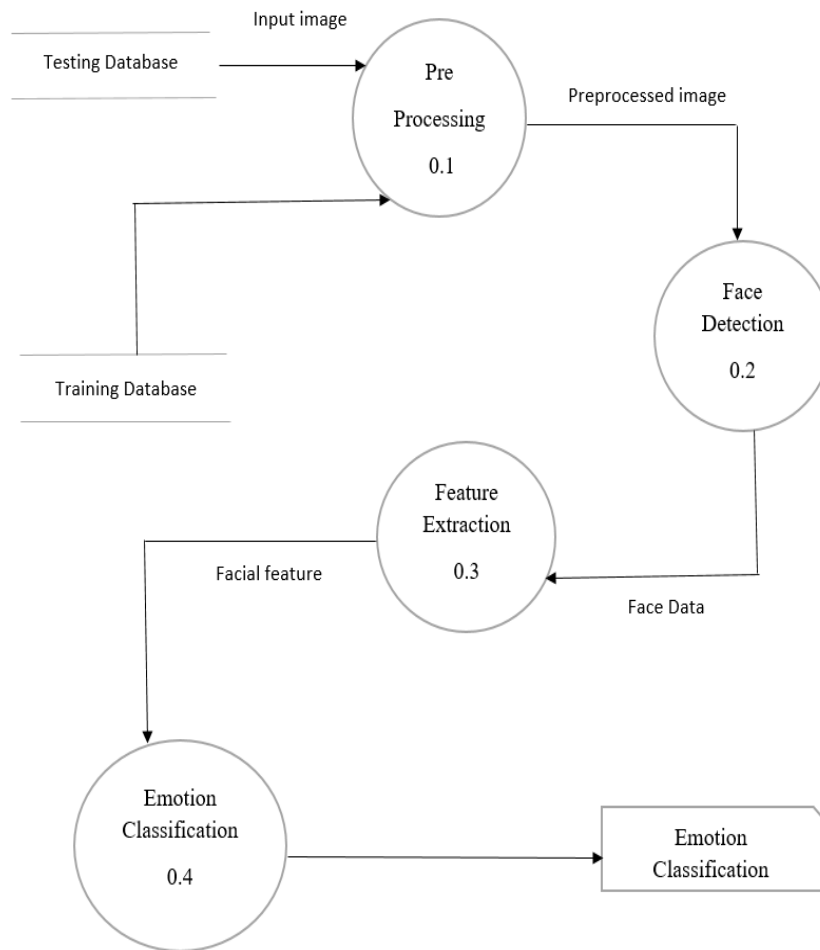 Input image
Testing Database
Pre
Processing
0.1
Preprocessed image
Face
Detection
0.2
Training Database
Feature
Extraction
0.3
Facial feature
Face Data
Emotion
Classification
0.4
Emotion
Classification